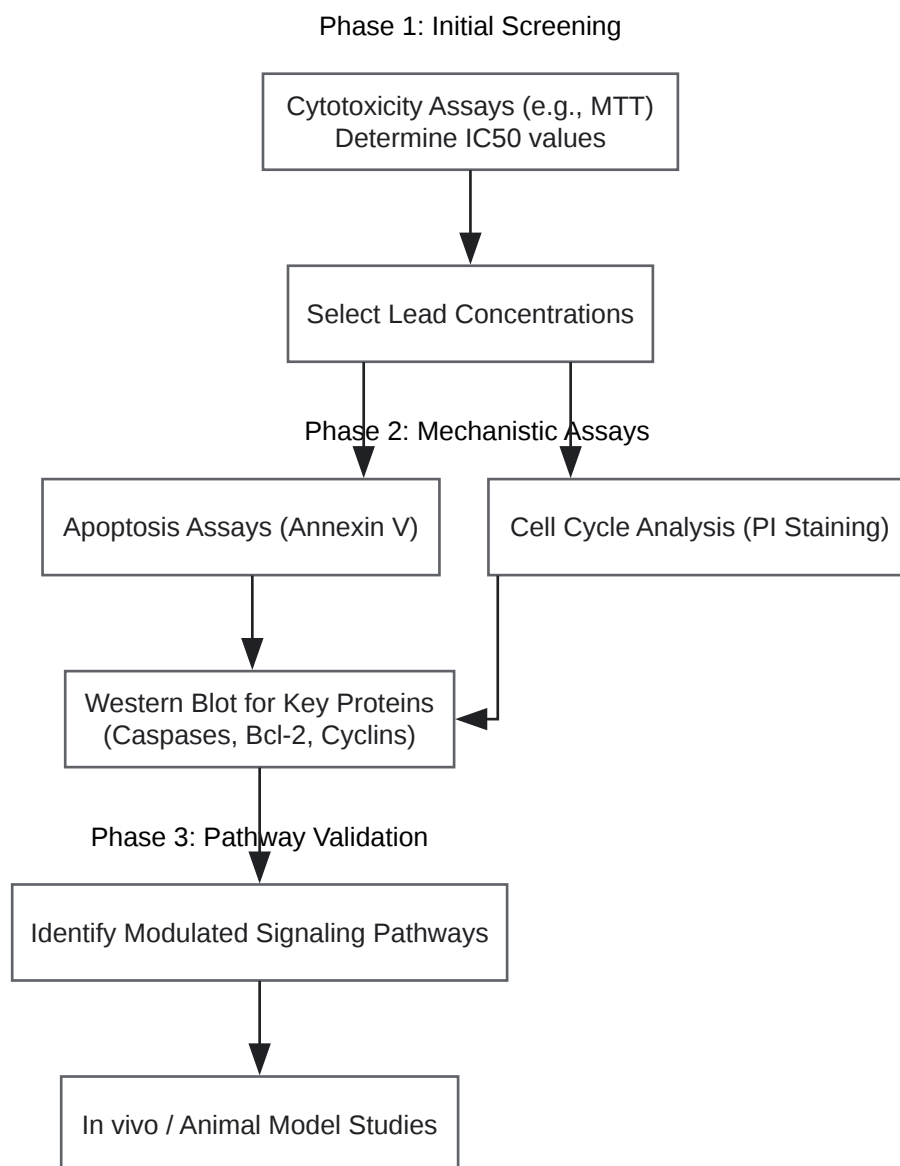 Phase 1: Initial Screening
Cytotoxicity Assays (e.g., MTT)
Determine IC50 values
Select Lead Concentrations
Phase 2: Mechanistic Assays
Apoptosis Assays (Annexin V)
Cell Cycle Analysis (PI Staining)
Western Blot for Key Proteins
(Caspases, Bcl-2, Cyclins)
Phase 3: Pathway Validation
Identify Modulated Signaling Pathways
In vivo / Animal Model Studies